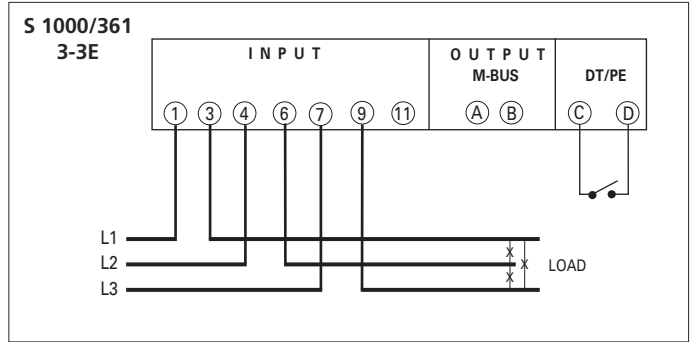 S 1000/361
3-3E
INPUT
OUTPUT
M-BUS
DT/PE
1 3 4 6 7 9 11 A B C D
L1
L2
L3
X
X
X
LOAD